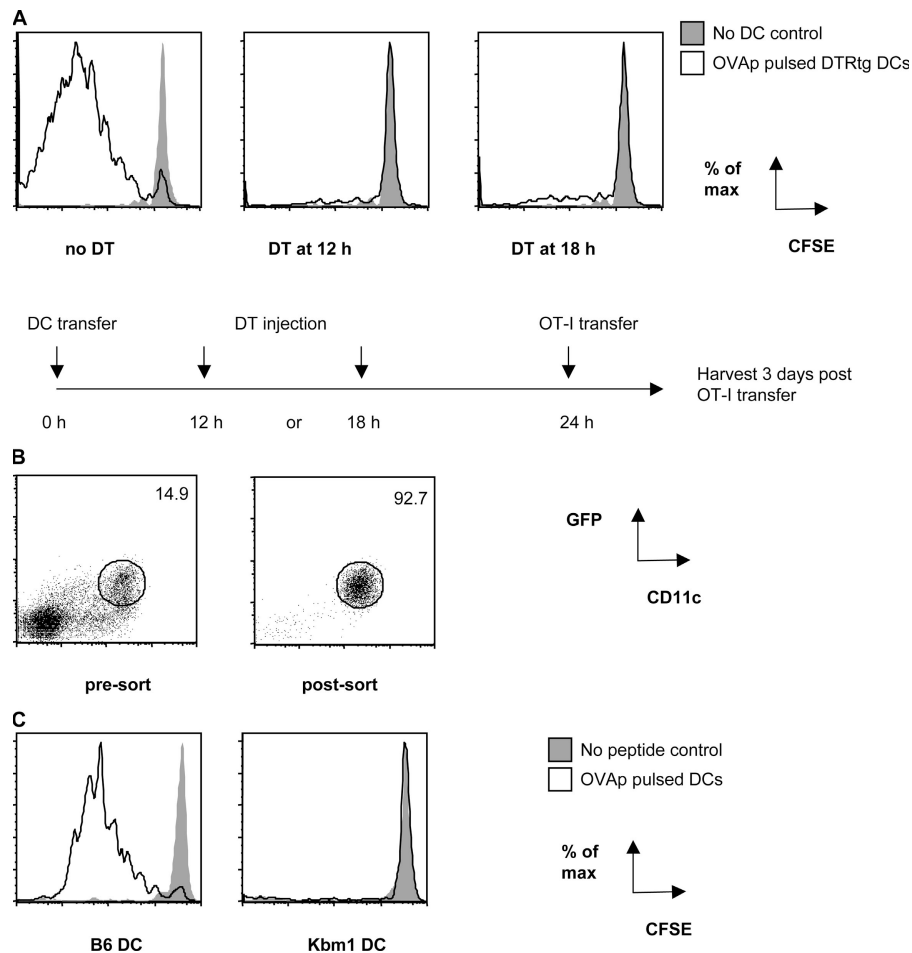 A
No DC control
OVAp pulsed DTRtg DCs
% of
max
CFSE
no DT
DT at 12 h
DT at 18 h
DC transfer
DT injection
OT-I transfer
Harvest 3 days post
OT-I transfer
0 h
12 h
or
18 h
24 h
B
14.9
92.7
GFP
CD11c
pre-sort
post-sort
C
No peptide control
OVAp pulsed DCs
% of
max
CFSE
B6 DC
Kbm1 DC